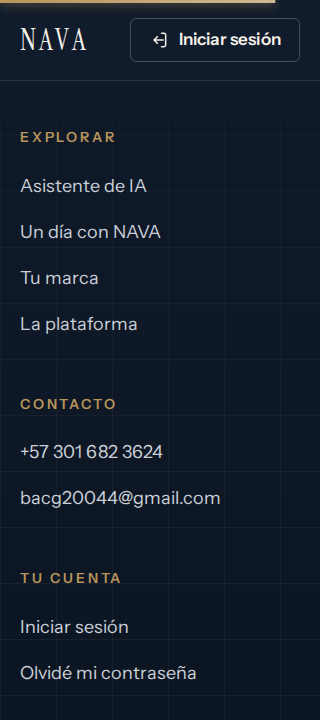 NAVA
Iniciar sesión
EXPLORAR
Asistente de IA
Un día con NAVA
Tu marca
La plataforma
CONTACTO
+57 301 682 3624
bacg20044@gmail.com
TU CUENTA
Iniciar sesión
Olvidé mi contraseña